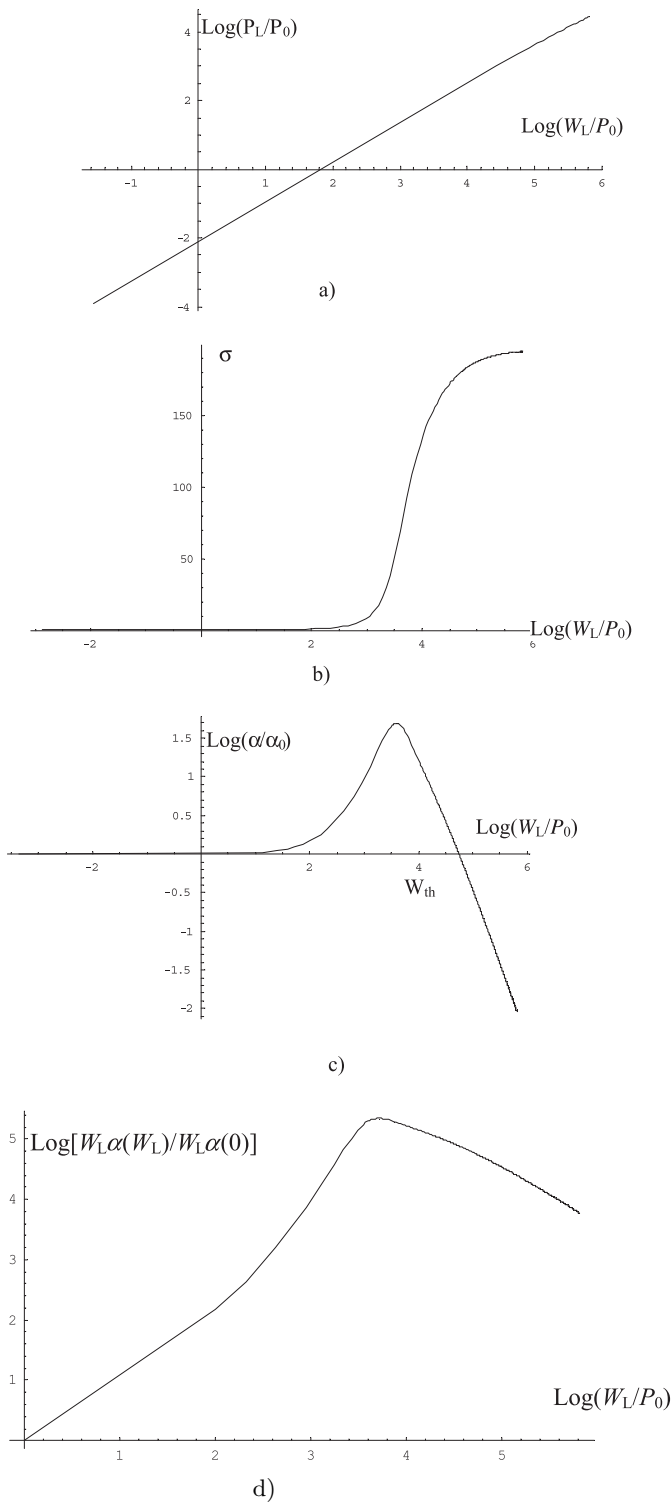 Log(P_L/P_0)
4
2
Log(W_L/P_0)
-1 1 2 3 4 5 6
-2
-4
a)
σ
150
100
50
-2 2 4 6
Log(W_L/P_0)
b)
1.5
Log(α/α_0)
1
0.5
Log(W_L/P_0)
-2 2 4 6
W_th
-0.5
-1
-1.5
-2
c)
5
Log[W_Lα(W_L)/W_Lα(0)]
4
3
2
1
Log(W_L/P_0)
1 2 3 4 5
d)